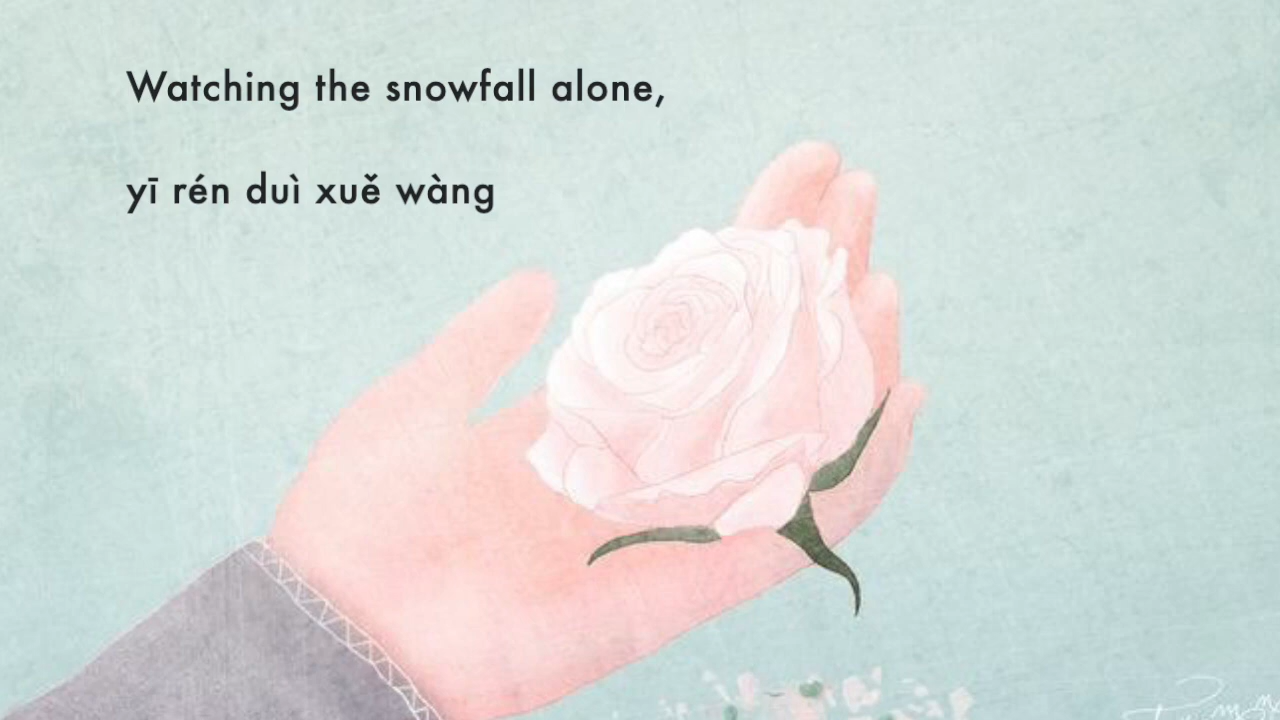 Watching the snowfall alone,
yī rén duì xuě wàng